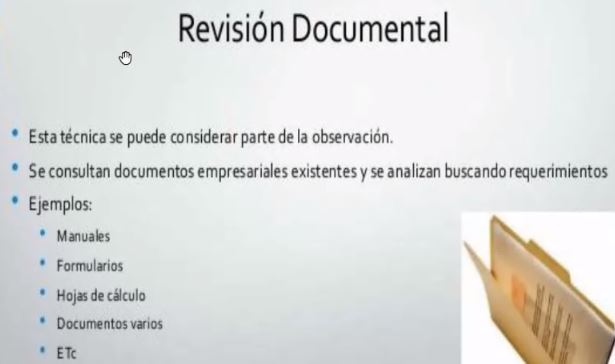 Revisión Documental
Esta técnica se puede considerar parte de la observación.
Se consultan documentos empresariales existentes y se analizan buscando requerimientos
Ejemplos:
Manuales
Formularios
Hojas de cálculo
Documentos varios
ETc